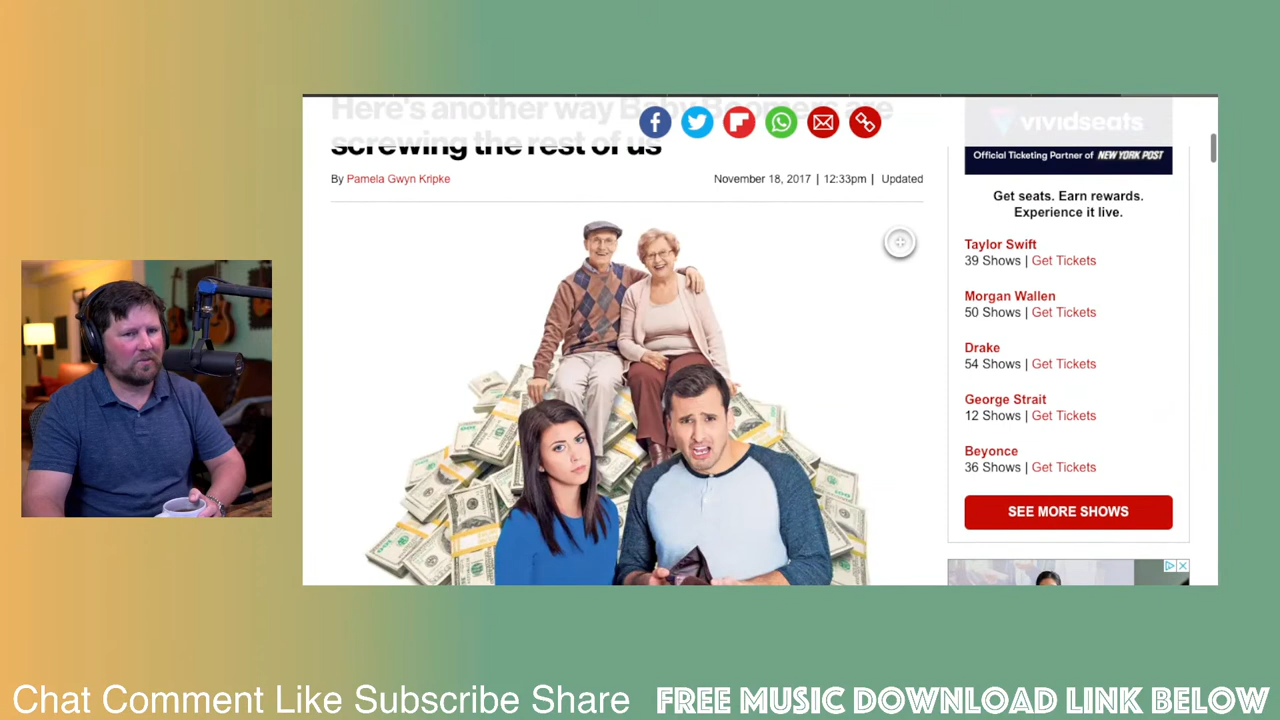 Here's another way Baby Boomers are
screwing the rest of us
By Pamela Gwyn Kripke
November 18, 2017 | 12:33pm | Updated
vividseats
Official Ticketing Partner of NEW YORK POST
Get seats. Earn rewards.
Experience it live.
Taylor Swift
39 Shows | Get Tickets
Morgan Wallen
50 Shows | Get Tickets
Drake
54 Shows | Get Tickets
George Strait
12 Shows | Get Tickets
Beyonce
36 Shows | Get Tickets
SEE MORE SHOWS
Chat Comment Like Subscribe Share
FREE MUSIC DOWNLOAD LINK BELOW